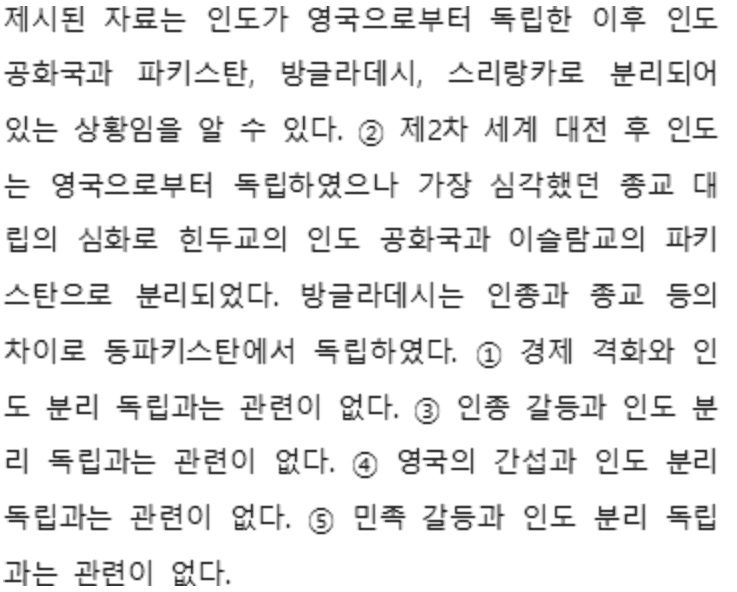 제시된 자료는 인도가 영국으로부터 독립한 이후 인도
공화국과 파키스탄, 방글라데시, 스리랑카로 분리되어
있는 상황임을 알 수 있다. ② 제2차 세계 대전 후 인도
는 영국으로부터 독립하였으나 가장 심각했던 종교 대
립의 심화로 힌두교의 인도 공화국과 이슬람교의 파키
스탄으로 분리되었다. 방글라데시는 인종과 종교 등의
차이로 동파키스탄에서 독립하였다. ① 경제 격화와 인
도 분리 독립과는 관련이 없다. ③ 인종 갈등과 인도 분
리 독립과는 관련이 없다. ④ 영국의 간섭과 인도 분리
독립과는 관련이 없다. ⑤ 민족 갈등과 인도 분리 독립
과는 관련이 없다.